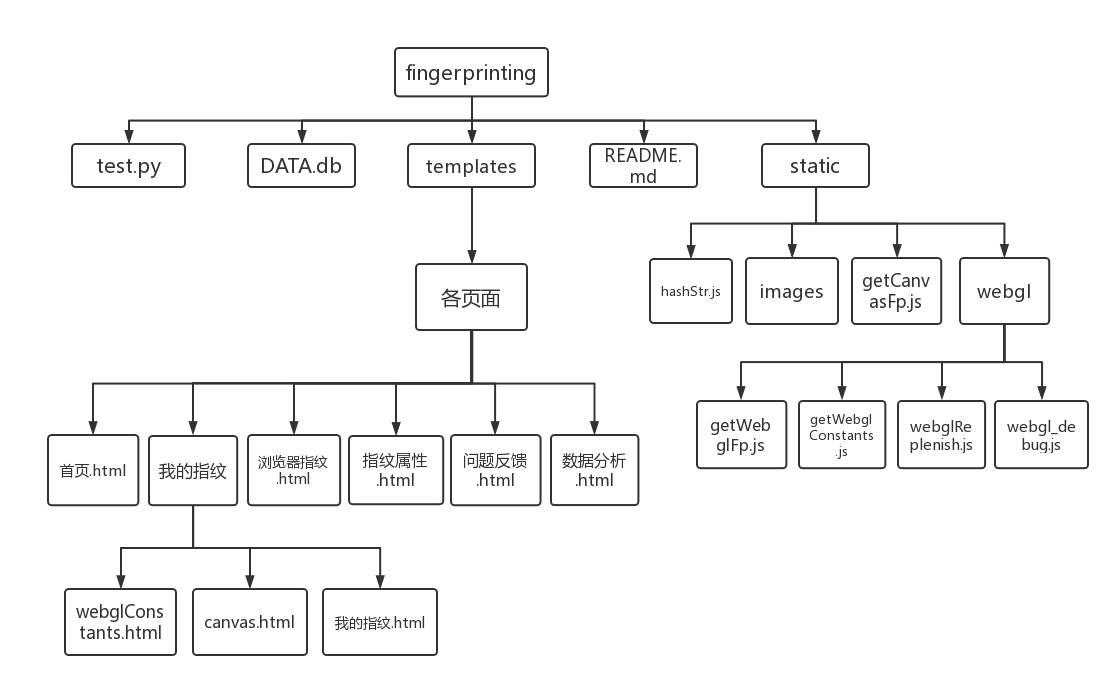 fingerprinting
test.py
DATA.db
templates
README.
md
static
各页面
hashStr.js
images
getCanv
asFp.js
webgl
getWeb
glFp.js
getWebgl
Constants
.js
webglRe
plenish.js
webgl_de
bug.js
首页.html
我的指纹
浏览器指纹
.html
指纹属性
.html
问题反馈
.html
数据分析
.html
webglCons
tants.html
canvas.html
我的指纹.html